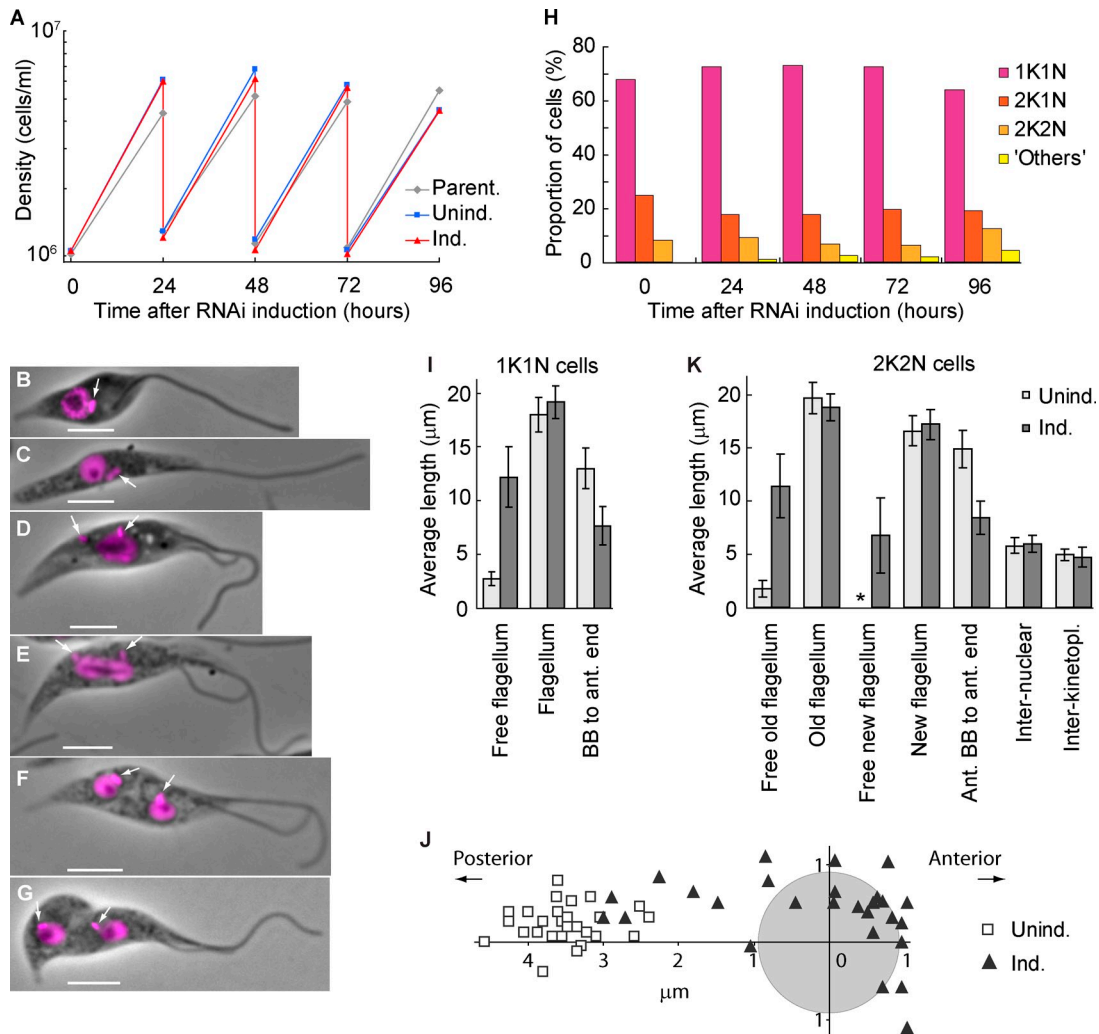 A
10⁷
Density (cells/ml)
10⁶
Parent.
Unind.
Ind.
0 24 48 72 96
Time after RNAi induction (hours)
H
80
60
40
20
0
Proportion of cells (%)
1K1N
2K1N
2K2N
'Others'
0 24 48 72 96
Time after RNAi induction (hours)
B
C
D
E
F
G
I
1K1N cells
20
15
10
5
0
Average length (μm)
Free flagellum
Flagellum
BB to ant. end
K
2K2N cells
20
15
10
5
0
Average length (μm)
*
Unind.
Ind.
Free old flagellum
Old flagellum
Free new flagellum
New flagellum
Ant. BB to ant. end
Inter-nuclear
Inter-kinetopl.
J
Posterior
Anterior
1
4 3 2 1 0 1
μm
1
Unind.
Ind.